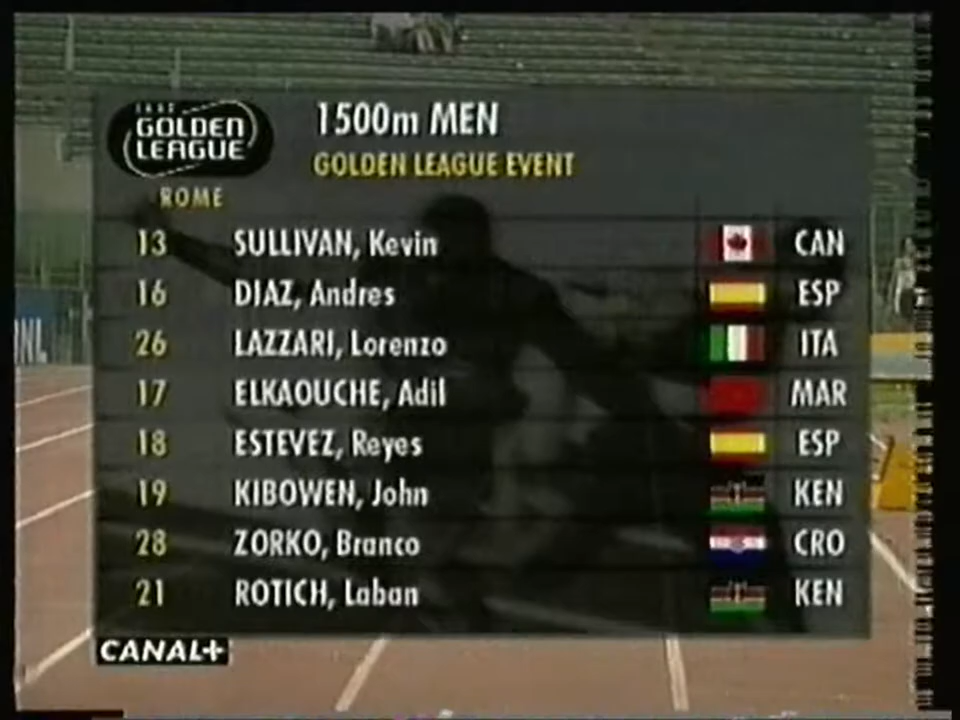 IAAF
GOLDEN
LEAGUE
ROME
1500m MEN
GOLDEN LEAGUE EVENT
13 SULLIVAN, Kevin CAN
16 DIAZ, Andres ESP
26 LAZZARI, Lorenzo ITA
17 ELKAOUCHE, Adil MAR
18 ESTEVEZ, Reyes ESP
19 KIBOWEN, John KEN
28 ZORKO, Branco CRO
21 ROTICH, Laban KEN
BNL
CANAL+